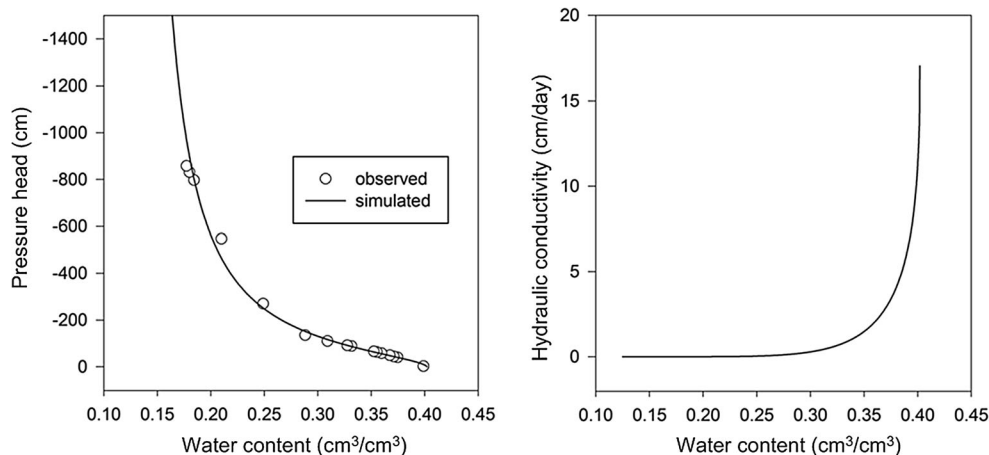 -1400
-1200
-1000
-800
-600
-400
-200
0
Pressure head (cm)
observed
simulated
0.10 0.15 0.20 0.25 0.30 0.35 0.40 0.45
Water content (cm³/cm³)
20
15
10
5
0
Hydraulic conductivity (cm/day)
0.10 0.15 0.20 0.25 0.30 0.35 0.40 0.45
Water content (cm³/cm³)